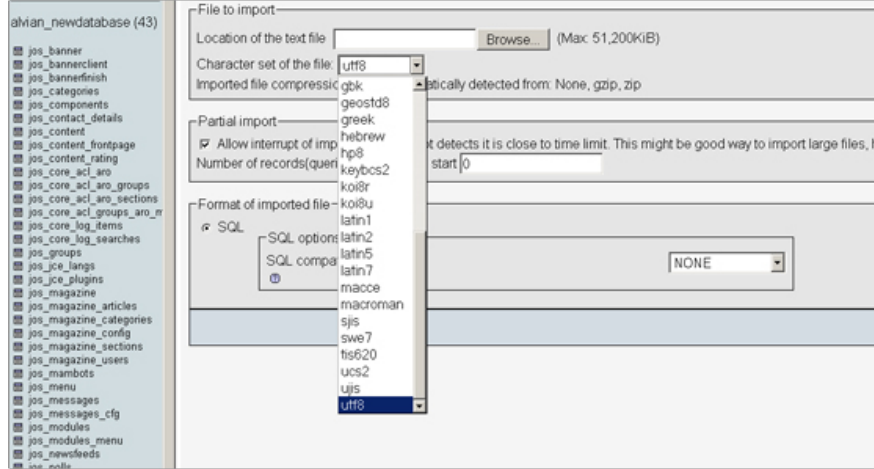 alvian_newdatabase (43)
jos_banner
jos_bannerclient
jos_bannerfinish
jos_categories
jos_components
jos_contact_details
jos_content
jos_content_frontpage
jos_content_rating
jos_core_acl_aro
jos_core_acl_aro_groups
jos_core_acl_aro_sections
jos_core_acl_groups_aro_m
jos_core_log_items
jos_core_log_searches
jos_groups
jos_jce_langs
jos_jce_plugins
jos_magazine
jos_magazine_articles
jos_magazine_categories
jos_magazine_config
jos_magazine_sections
jos_magazine_users
jos_mambots
jos_menu
jos_messages
jos_messages_cfg
jos_modules
jos_modules_menu
jos_newsfeeds
jos_polls
File to import
Location of the text file Browse... (Max: 51,200KiB)
Character set of the file: utf8
Imported file compressic atically detected from: None, gzip, zip
Partial import
Allow interrupt of imp t detects it is close to time limit. This might be good way to import large files, h
Number of records(queri start 0
Format of imported file
SQL
SQL options
SQL compa NONE
gbk
geostd8
greek
hebrew
hp8
keybcs2
koi8r
koi8u
latin1
latin2
latin5
latin7
macce
macroman
sjis
swe7
tis620
ucs2
ujis
utf8